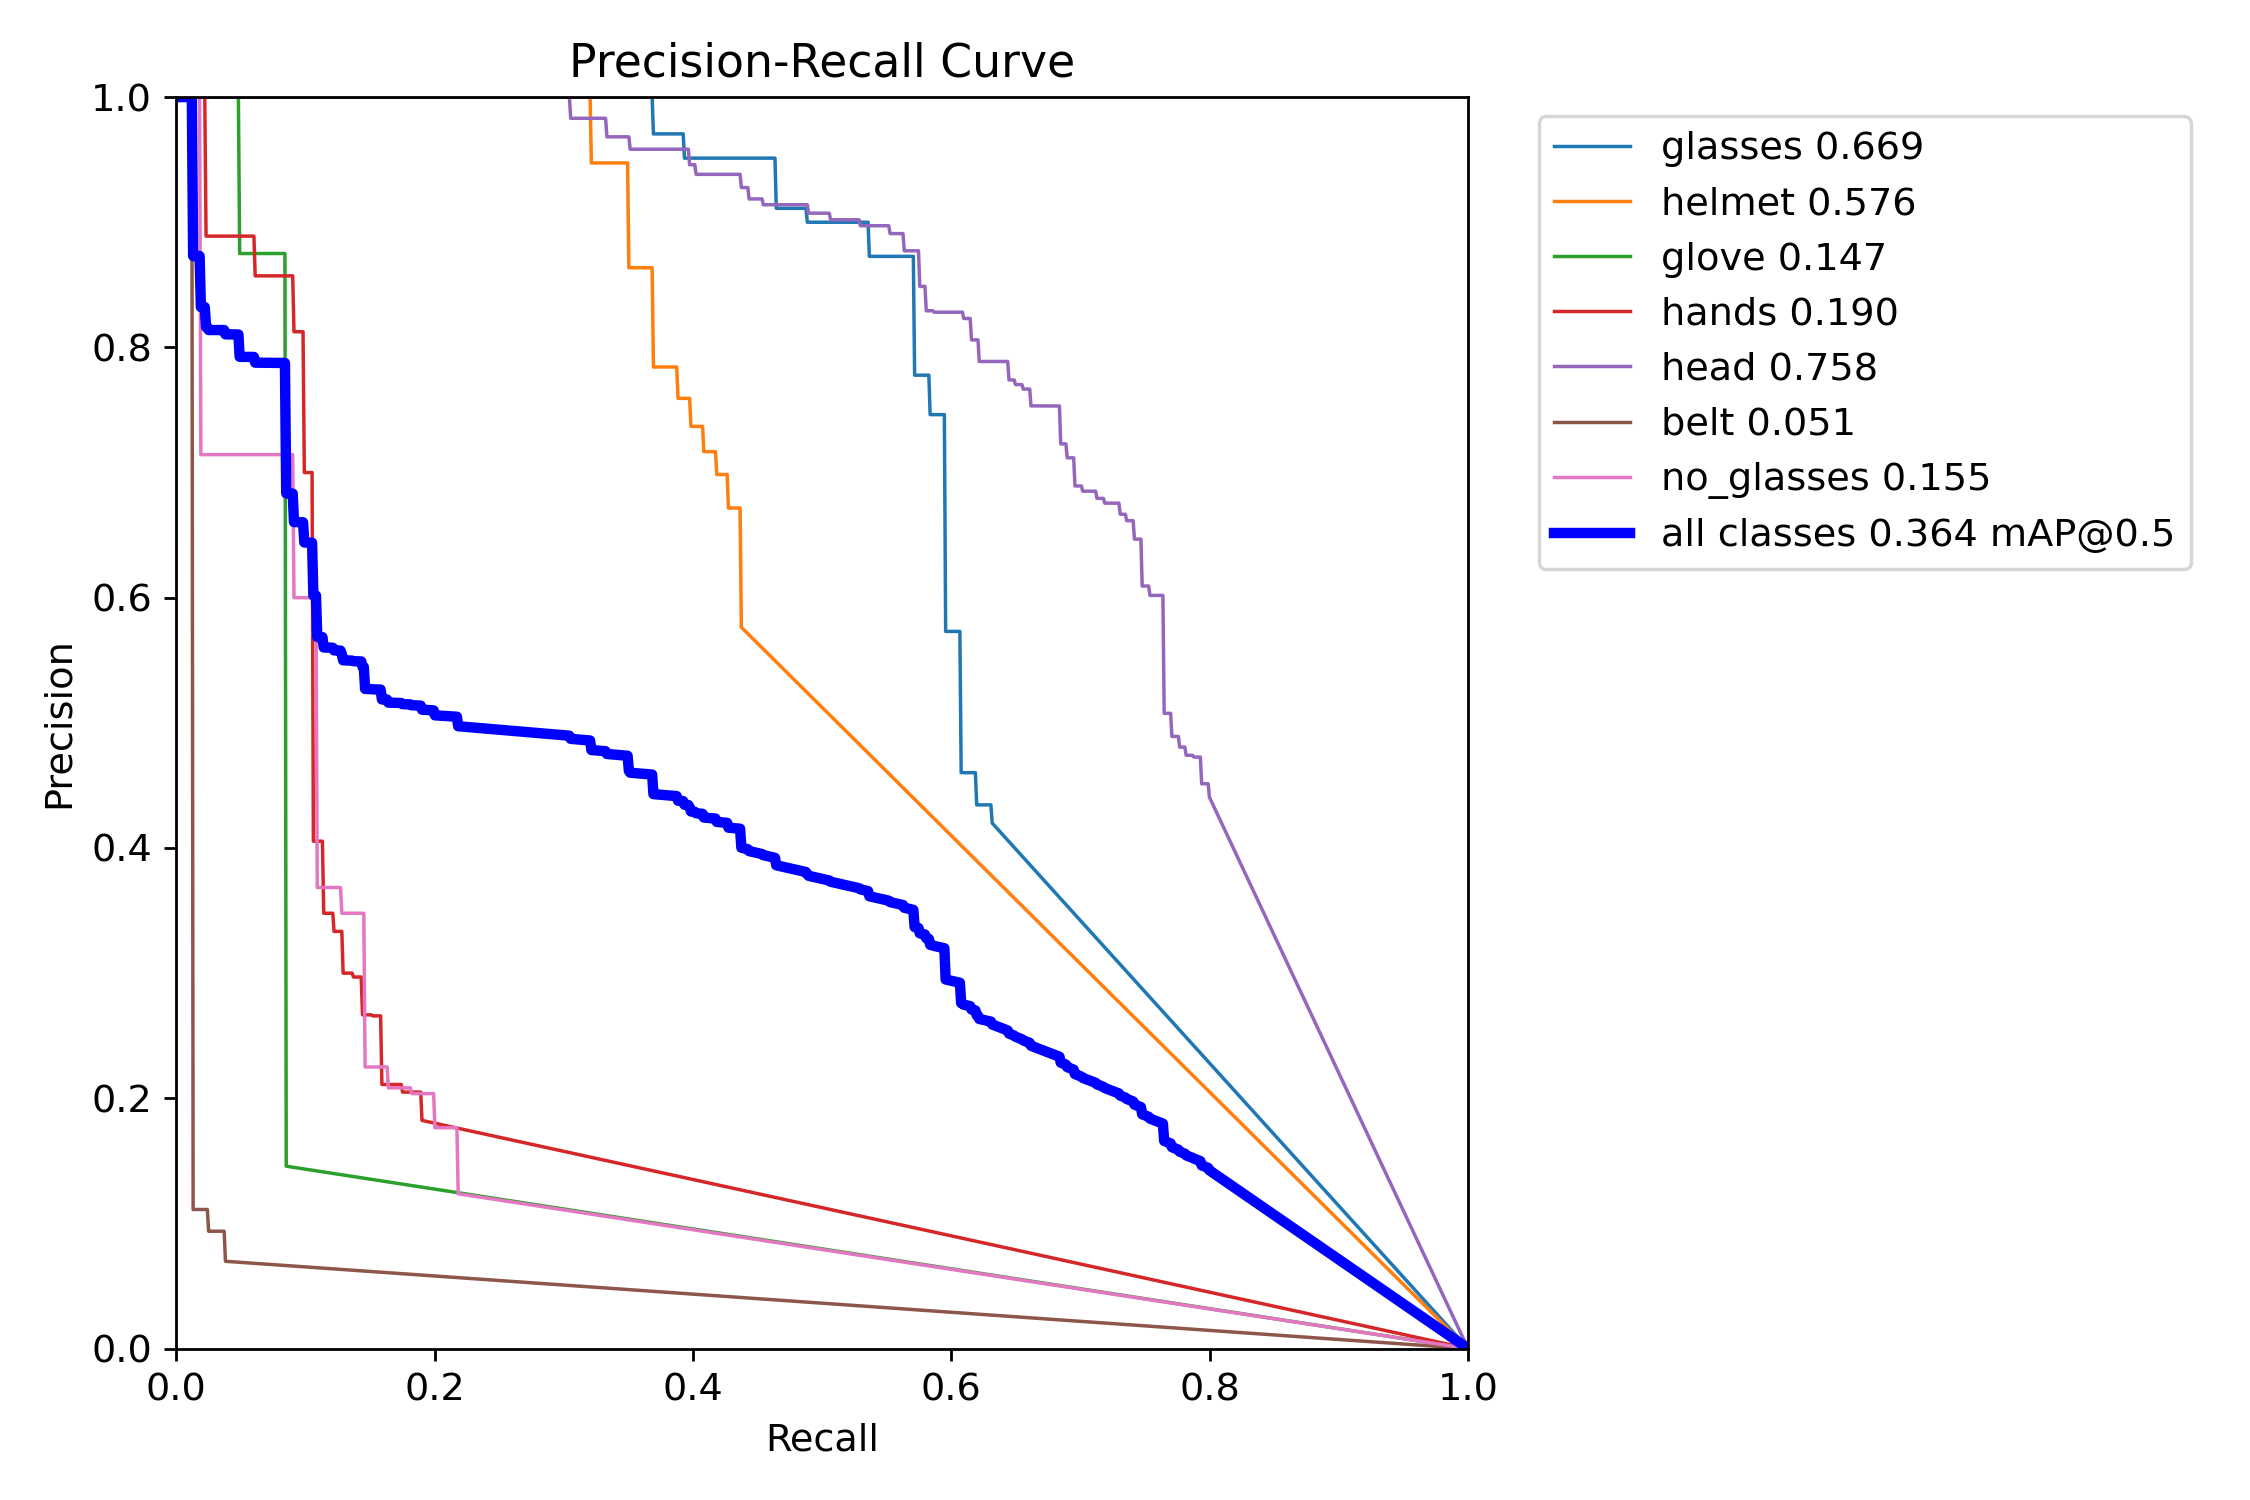 Precision-Recall Curve
1.0
0.8
0.6
0.4
0.2
0.0
Precision
0.0 0.2 0.4 0.6 0.8 1.0
Recall
glasses 0.669
helmet 0.576
glove 0.147
hands 0.190
head 0.758
belt 0.051
no_glasses 0.155
all classes 0.364 mAP@0.5